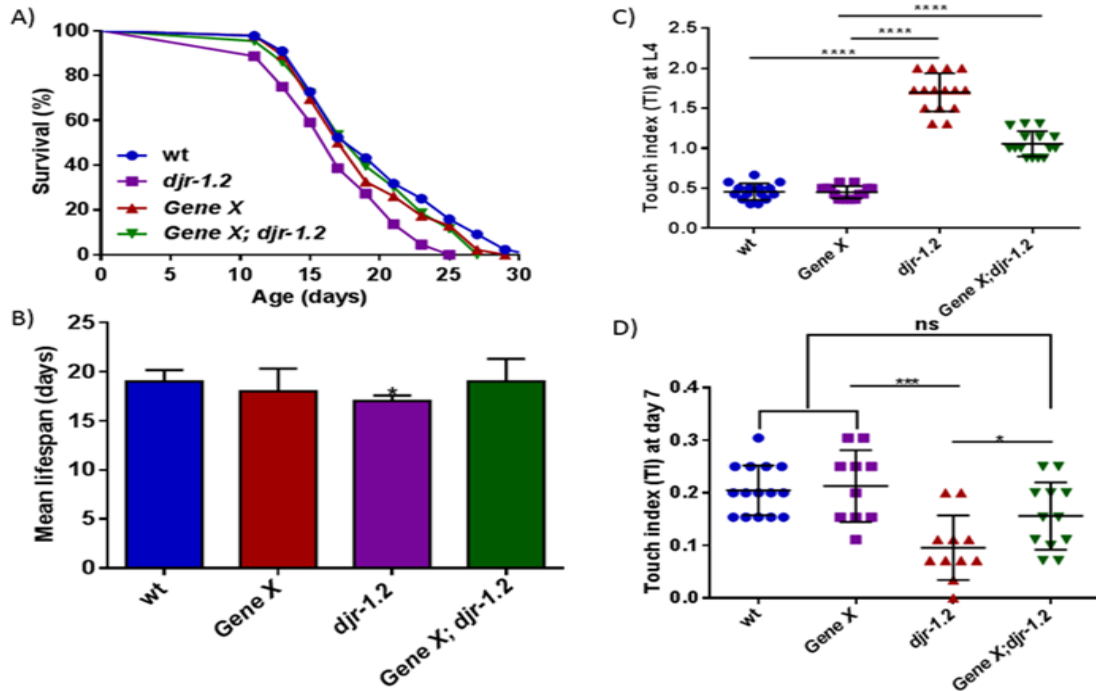 A)
100
80
60
40
20
0
Survival (%)
wt
djr-1.2
Gene X
Gene X; djr-1.2
0
5
10
15
20
25
30
Age (days)
B)
25
20
15
10
5
0
Mean lifespan (days)
*
wt
Gene X
djr-1.2
Gene X; djr-1.2
C)
****
****
****
2.5
2.0
1.5
1.0
0.5
0.0
Touch index (TI) at L4
wt
Gene X
djr-1.2
Gene X;djr-1.2
D)
ns
***
*
0.4
0.3
0.2
0.1
0.0
Touch index (TI) at day 7
wt
Gene X
djr-1.2
Gene X;djr-1.2